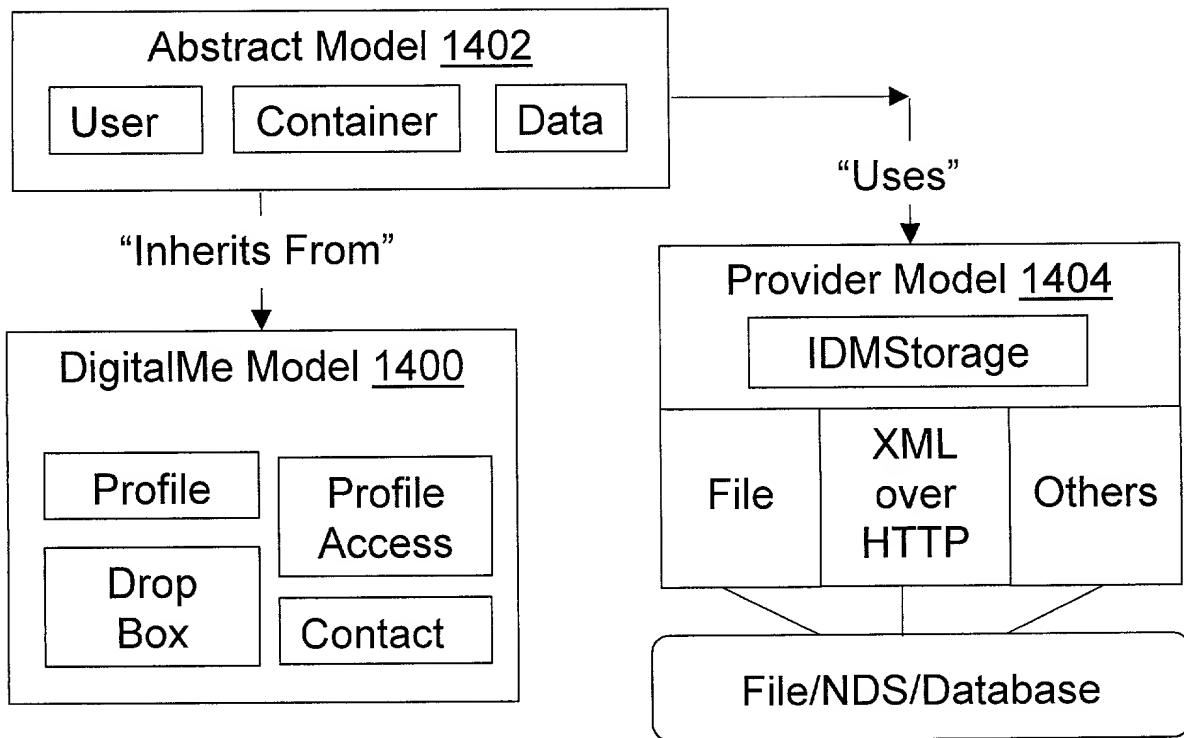 Abstract Model 1402
User
Container
Data
“Uses”
“Inherits From”
Provider Model 1404
IDMStorage
File
XML
over
HTTP
Others
File/NDS/Database
DigitalMe Model 1400
Profile
Profile
Access
Drop
Box
Contact